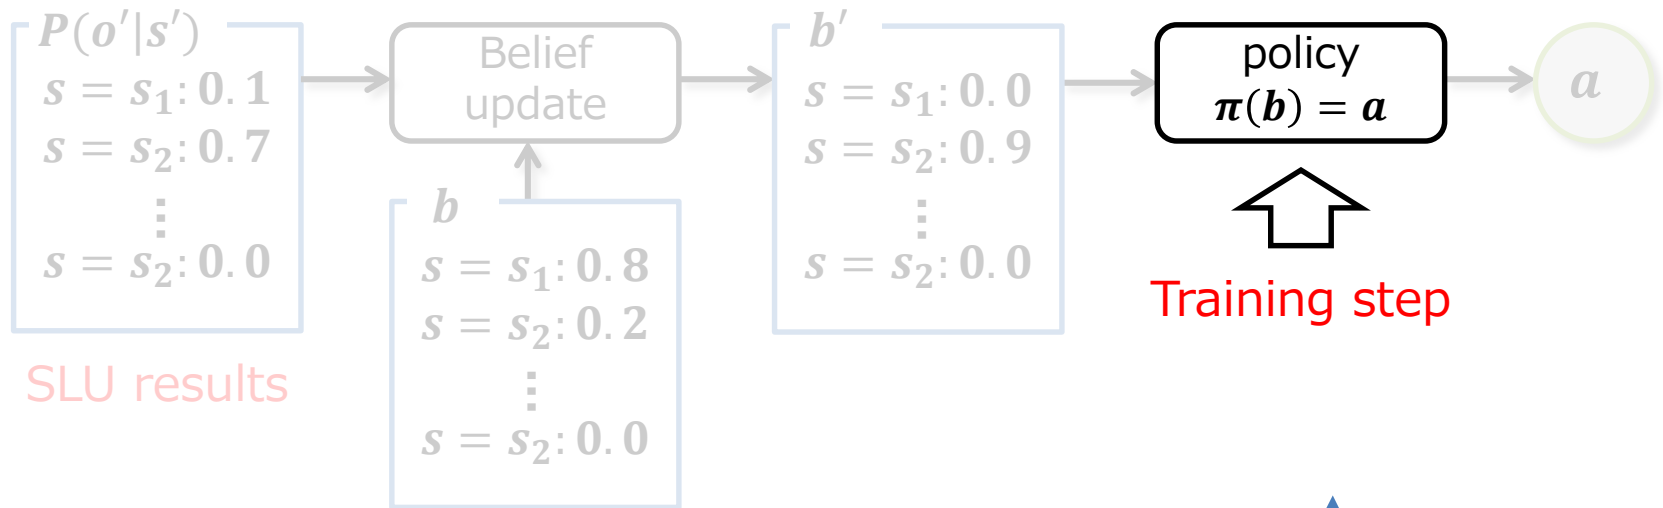 P(o′|s′)
s = s₁: 0.1
s = s₂: 0.7
⋮
s = s₂: 0.0
SLU results
Belief
update
b
s = s₁: 0.8
s = s₂: 0.2
⋮
s = s₂: 0.0
b′
s = s₁: 0.0
s = s₂: 0.9
⋮
s = s₂: 0.0
policy
π(b) = a
Training step
a